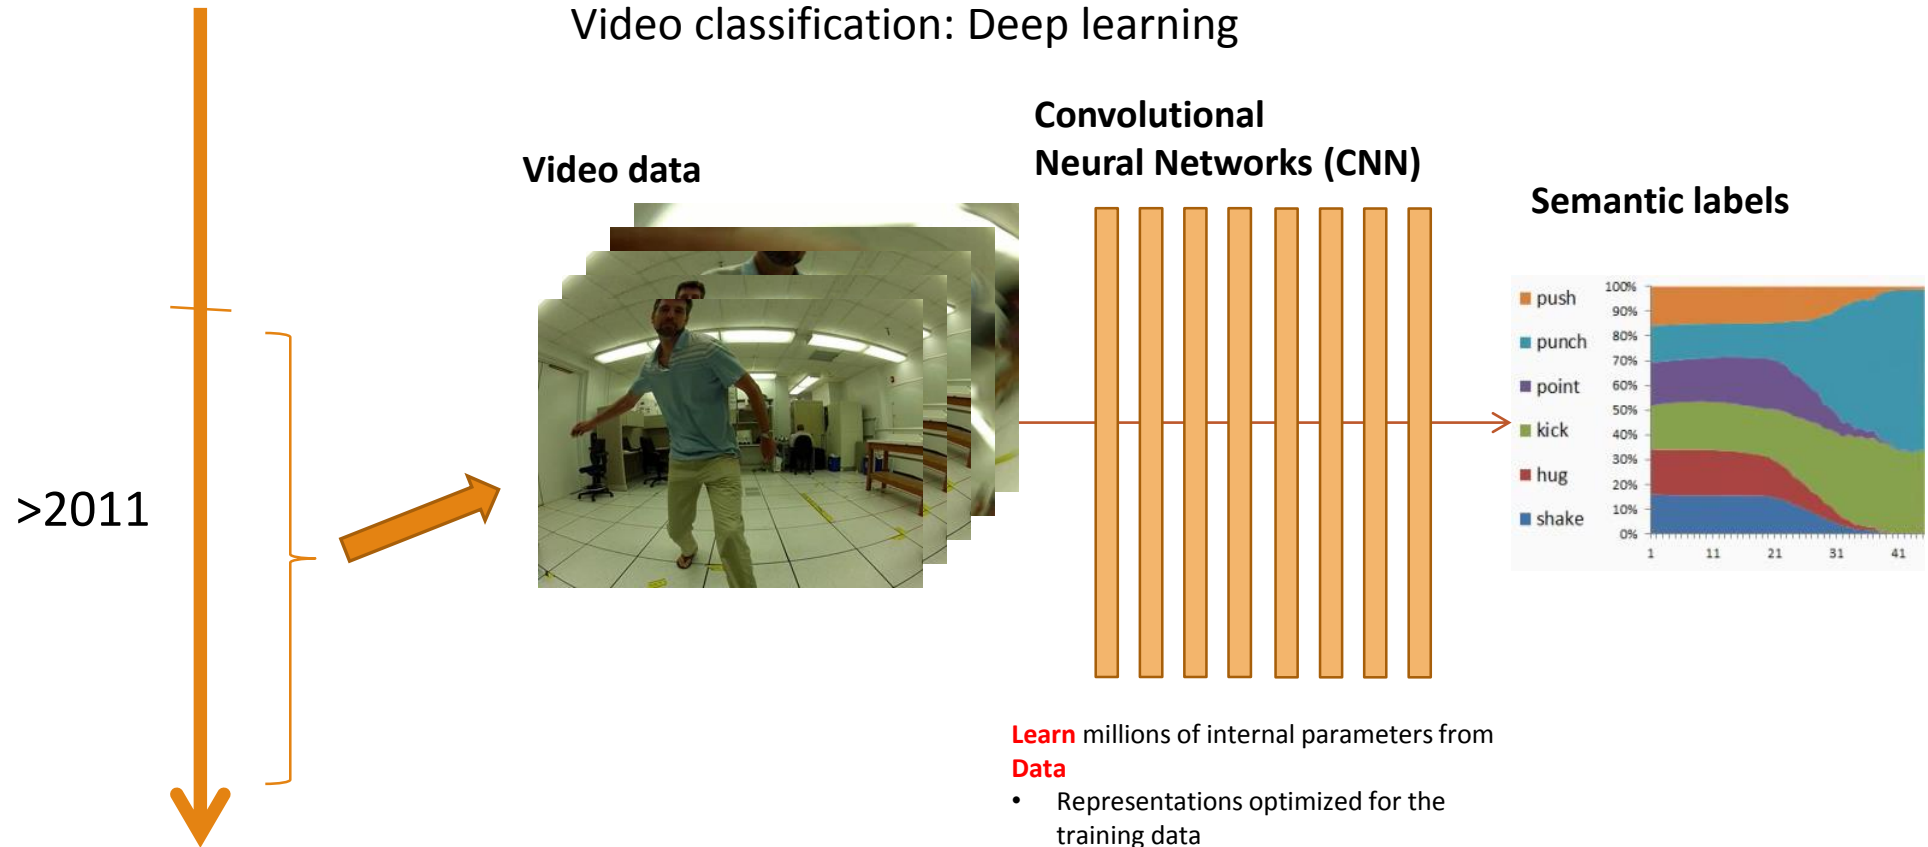 Video classification: Deep learning
>2011
Video data
Convolutional
Neural Networks (CNN)
Semantic labels
push
punch
point
kick
hug
shake
100%
90%
80%
70%
60%
50%
40%
30%
20%
10%
0%
1 11 21 31 41
Learn millions of internal parameters from
Data
• Representations optimized for the
training data